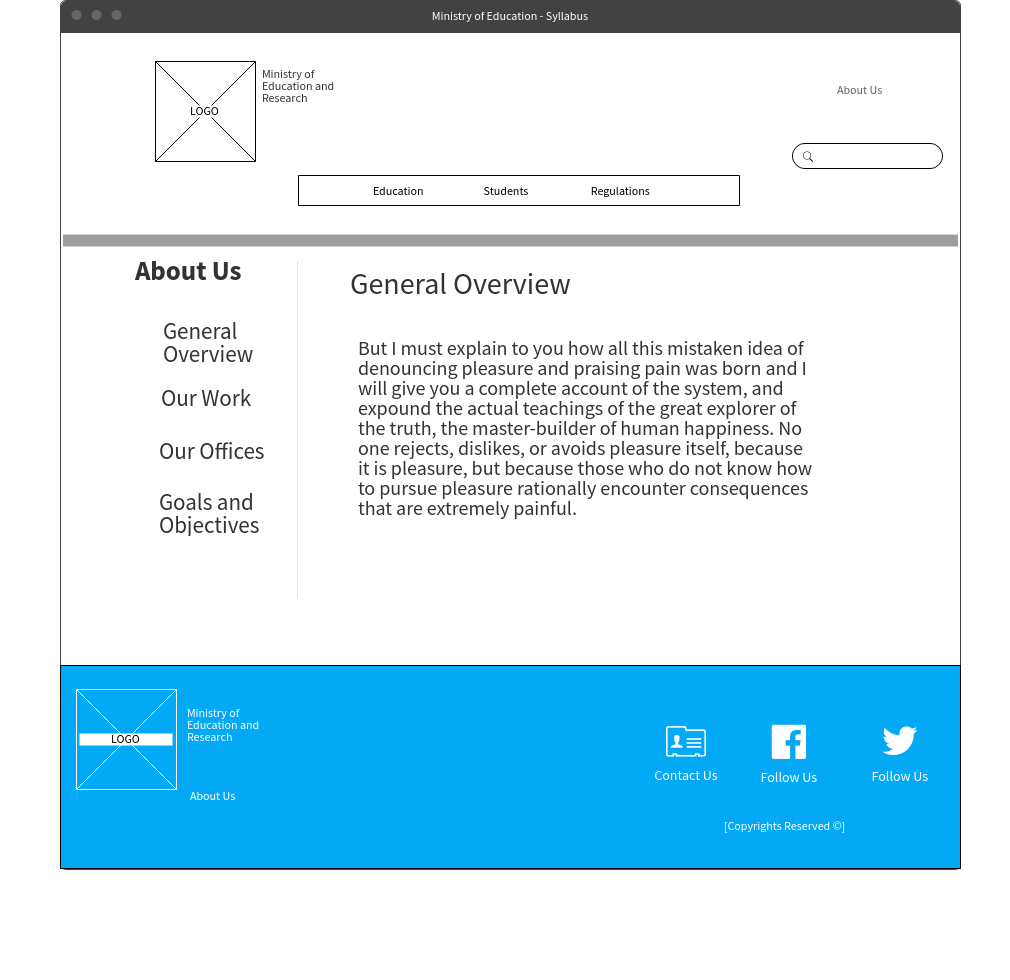 Ministry of Education - Syllabus
LOGO
Ministry of
Education and
Research
About Us
Education
Students
Regulations
About Us
General
Overview
Our Work
Our Offices
Goals and
Objectives
General Overview
But I must explain to you how all this mistaken idea of
denouncing pleasure and praising pain was born and I
will give you a complete account of the system, and
expound the actual teachings of the great explorer of
the truth, the master-builder of human happiness. No
one rejects, dislikes, or avoids pleasure itself, because
it is pleasure, but because those who do not know how
to pursue pleasure rationally encounter consequences
that are extremely painful.
LOGO
Ministry of
Education and
Research
About Us
Contact Us
Follow Us
Follow Us
[Copyrights Reserved ©]